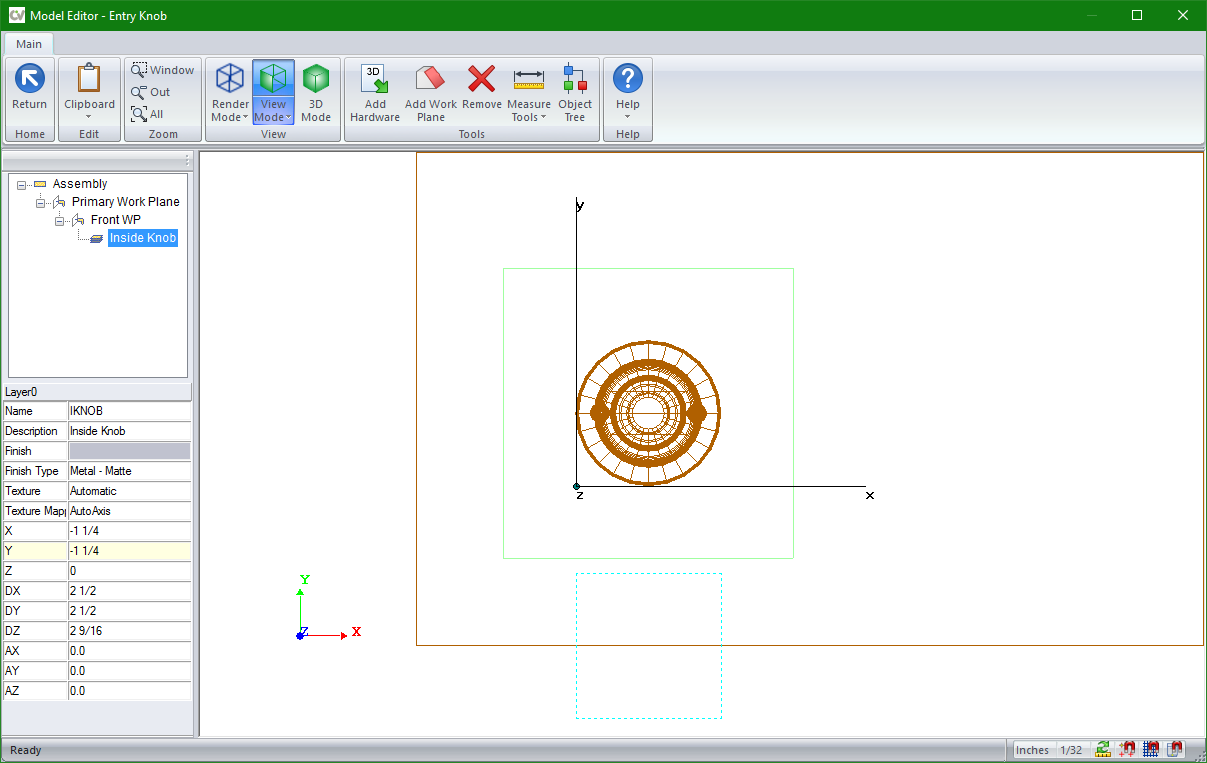 CV Model Editor - Entry Knob
Main
Return
Home
Clipboard
Edit
Window
Out
All
Zoom
Render Mode
View Mode
3D Mode
View
3D
Add Hardware
Add Work Plane
Remove
Measure Tools
Object Tree
Tools
?
Help
Help
Assembly
Primary Work Plane
Front WP
Inside Knob
Layer0
Name IKNOB
Description Inside Knob
Finish
Finish Type Metal - Matte
Texture Automatic
Texture Mapp AutoAxis
X -1 1/4
Y -1 1/4
Z 0
DX 2 1/2
DY 2 1/2
DZ 2 9/16
AX 0.0
AY 0.0
AZ 0.0
y
z
x
Y
Z
X
Ready
Inches 1/32